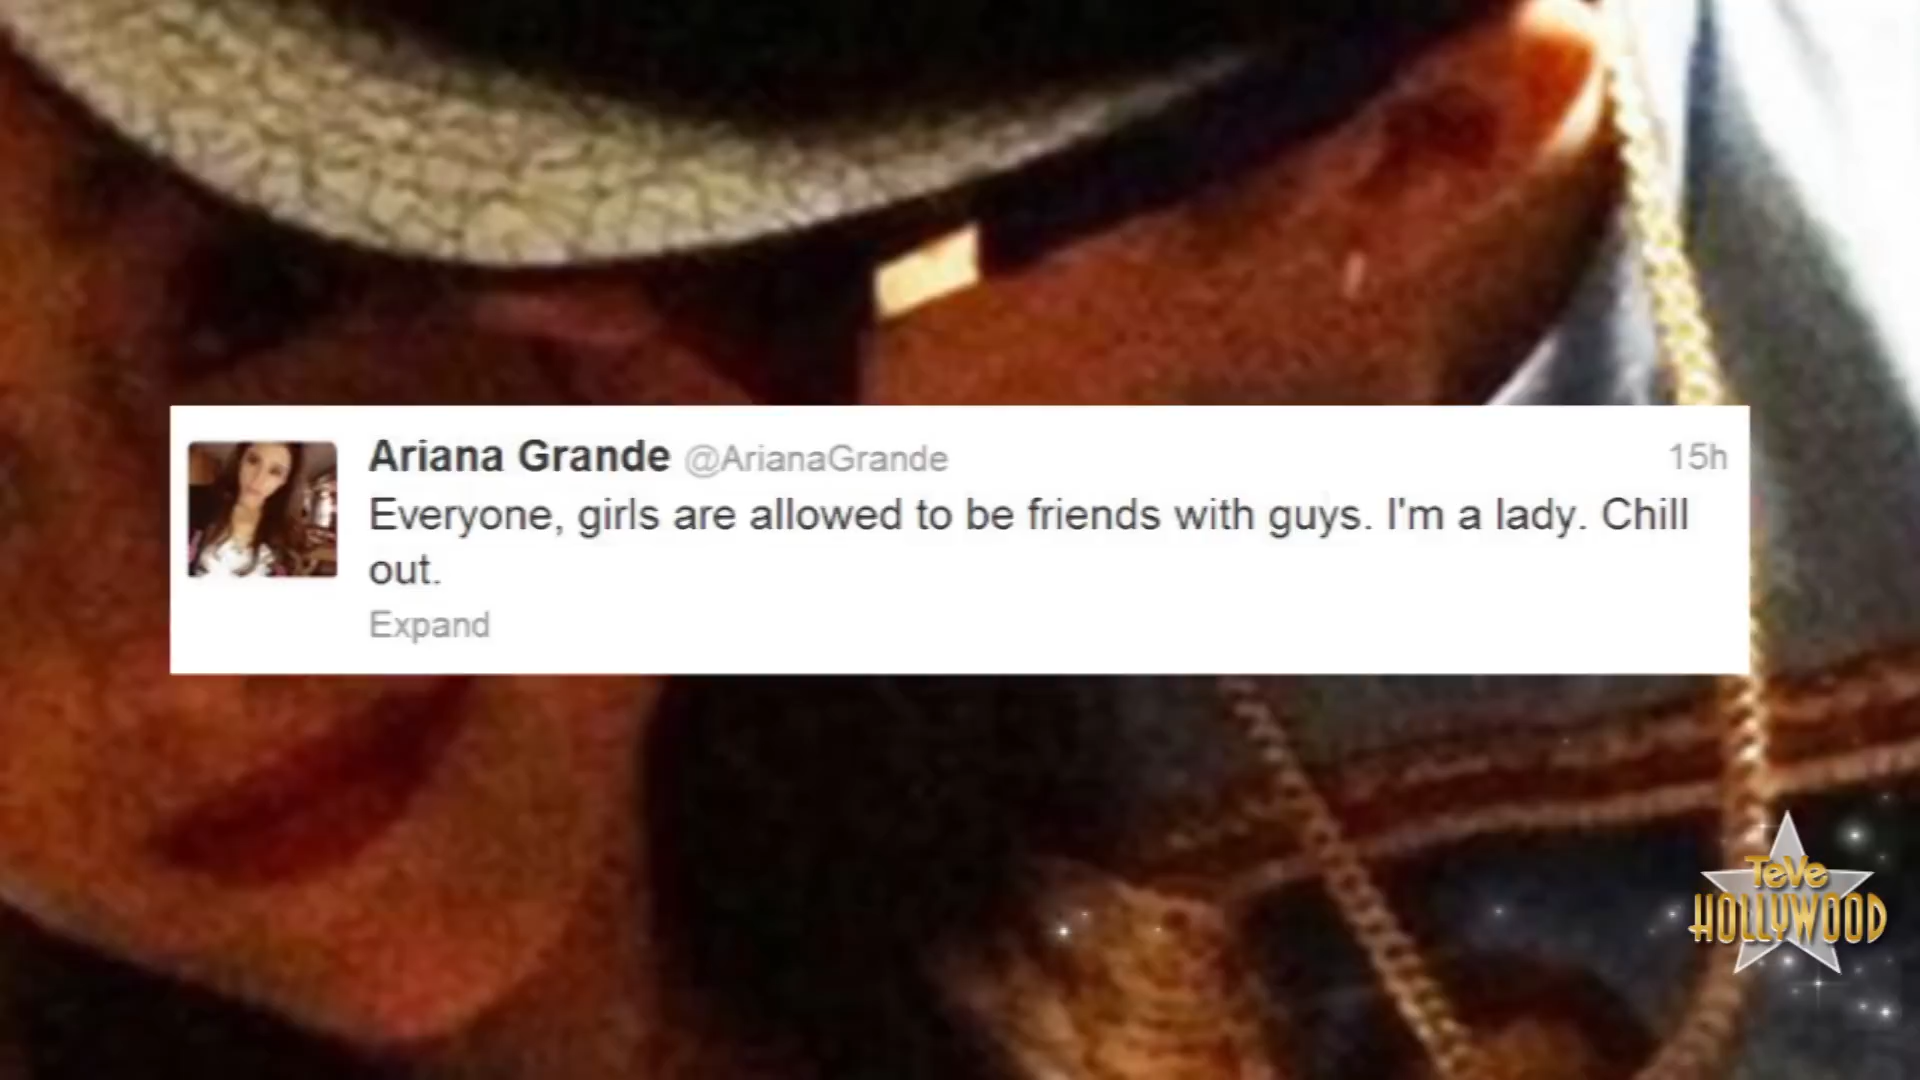 Ariana Grande @ArianaGrande 15h
Everyone, girls are allowed to be friends with guys. I'm a lady. Chill
out.
Expand
TeVe
HOLLYWOOD